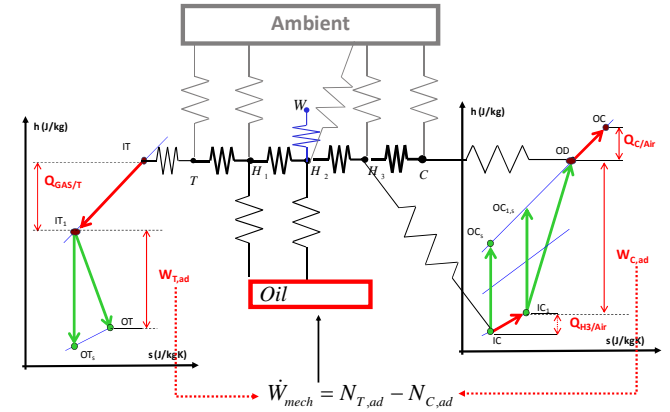 Ambient
h (J/kg)
IT
Q_GAS/T
IT_1
W_T,ad
OT
OT_s
s (J/kgK)
W
T
H_1
H_2
H_3
C
Oil
h (J/kg)
OC
Q_C/Air
OD
OC_1,s
OC_s
W_C,ad
IC_1
IC
Q_H3/Air
s (J/kgK)
Ẇ_mech = N_T,ad − N_C,ad